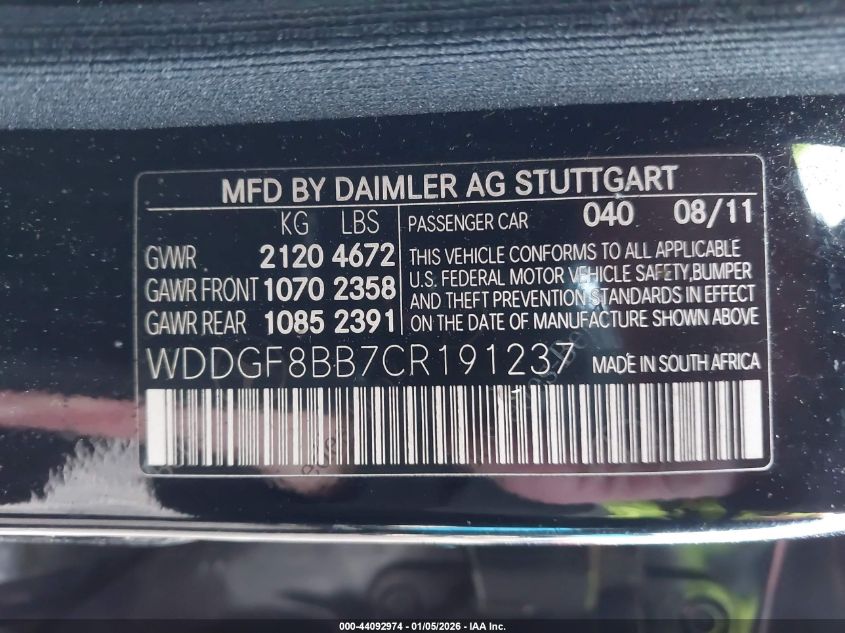 MFD BY DAIMLER AG STUTTGART
KG LBS PASSENGER CAR 040 08/11
GVWR 2120 4672 THIS VEHICLE CONFORMS TO ALL APPLICABLE
GAWR FRONT 1070 2358 U.S. FEDERAL MOTOR VEHICLE SAFETY,BUMPER
AND THEFT PREVENTION STANDARDS IN EFFECT
GAWR REAR 1085 2391 ON THE DATE OF MANUFACTURE SHOWN ABOVE
WDDGF8BB7CR191237 MADE IN SOUTH AFRICA
000-44092974 - 01/05/2026 - IAA Inc.